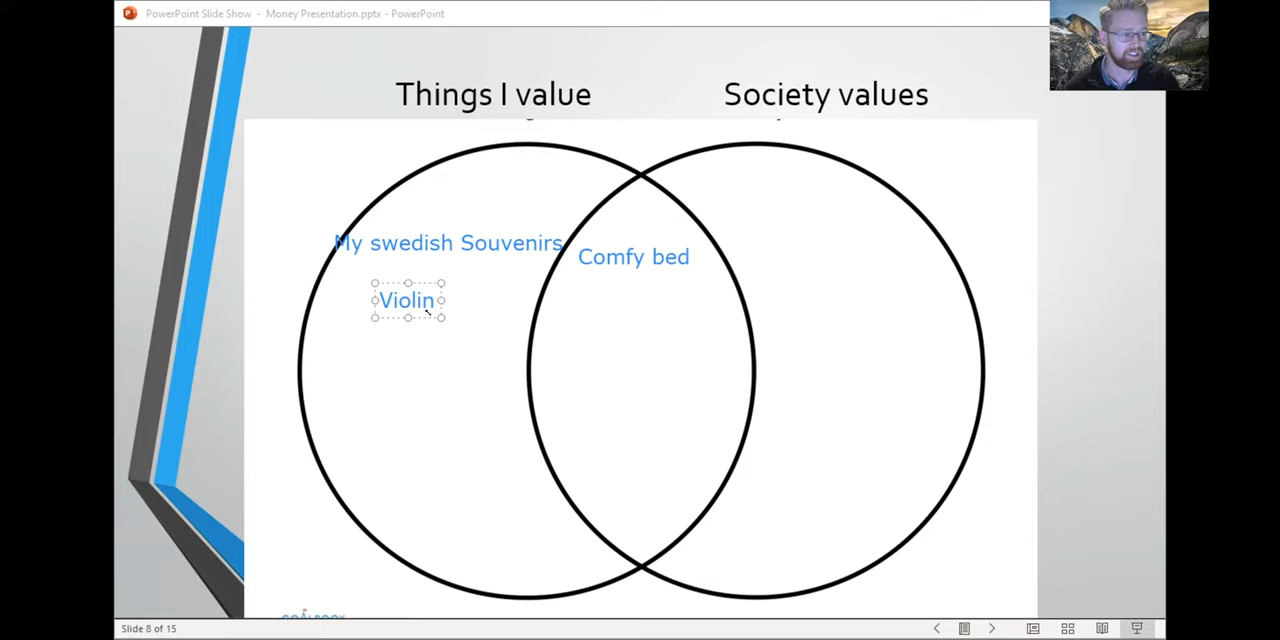 PowerPoint Slide Show - Money Presentation.pptx - PowerPoint
Things I value
Society values
My swedish Souvenirs
Comfy bed
Violin
Slide 8 of 15